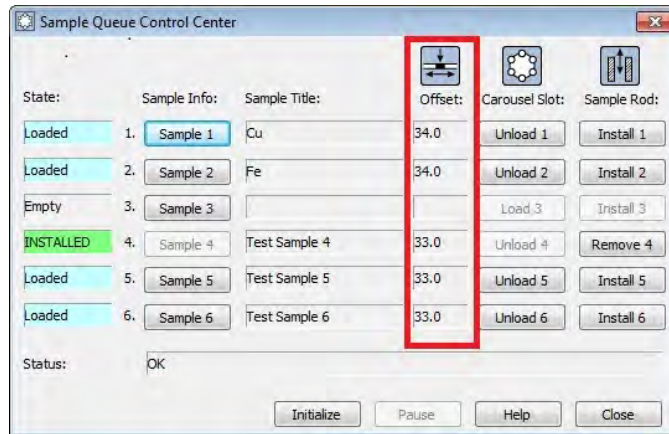 Sample Queue Control Center
State: Sample Info: Sample Title: Offset: Carousel Slot: Sample Rod:
Loaded 1. Sample 1 Cu 34.0 Unload 1 Install 1
Loaded 2. Sample 2 Fe 34.0 Unload 2 Install 2
Empty 3. Sample 3 Load 3 Install 3
INSTALLED 4. Sample 4 Test Sample 4 33.0 Unload 4 Remove 4
Loaded 5. Sample 5 Test Sample 5 33.0 Unload 5 Install 5
Loaded 6. Sample 6 Test Sample 6 33.0 Unload 6 Install 6
Status: OK
Initialize Pause Help Close